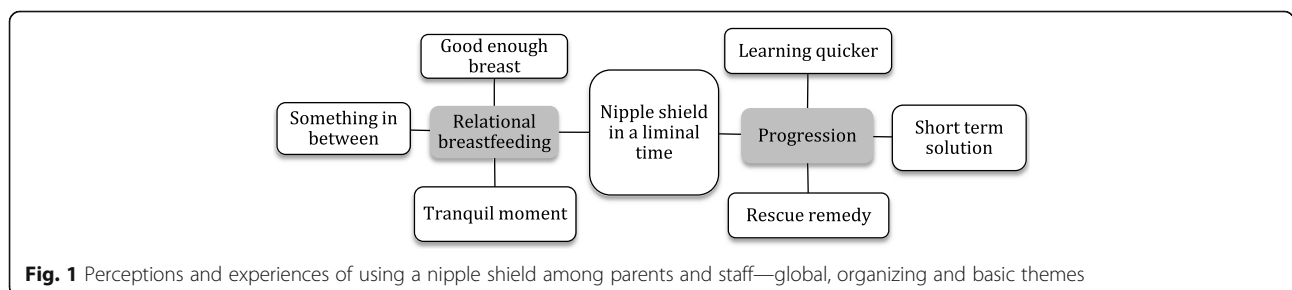 Good enough
breast
Learning quicker
Something in
between
Relational
breastfeeding
Nipple shield
in a liminal
time
Progression
Short term
solution
Tranquil moment
Rescue remedy
Fig. 1 Perceptions and experiences of using a nipple shield among parents and staff—global, organizing and basic themes